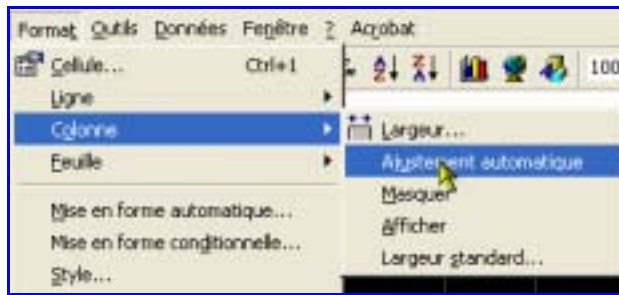 Format Outils Données Fenêtre ? Acrobat
Cellule... Ctrl+1
100
Ligne
Colonne
Largeur...
Feuille
Ajustement automatique
Masquer
Mise en forme automatique...
Afficher
Mise en forme conditionnelle...
Largeur standard...
Style...